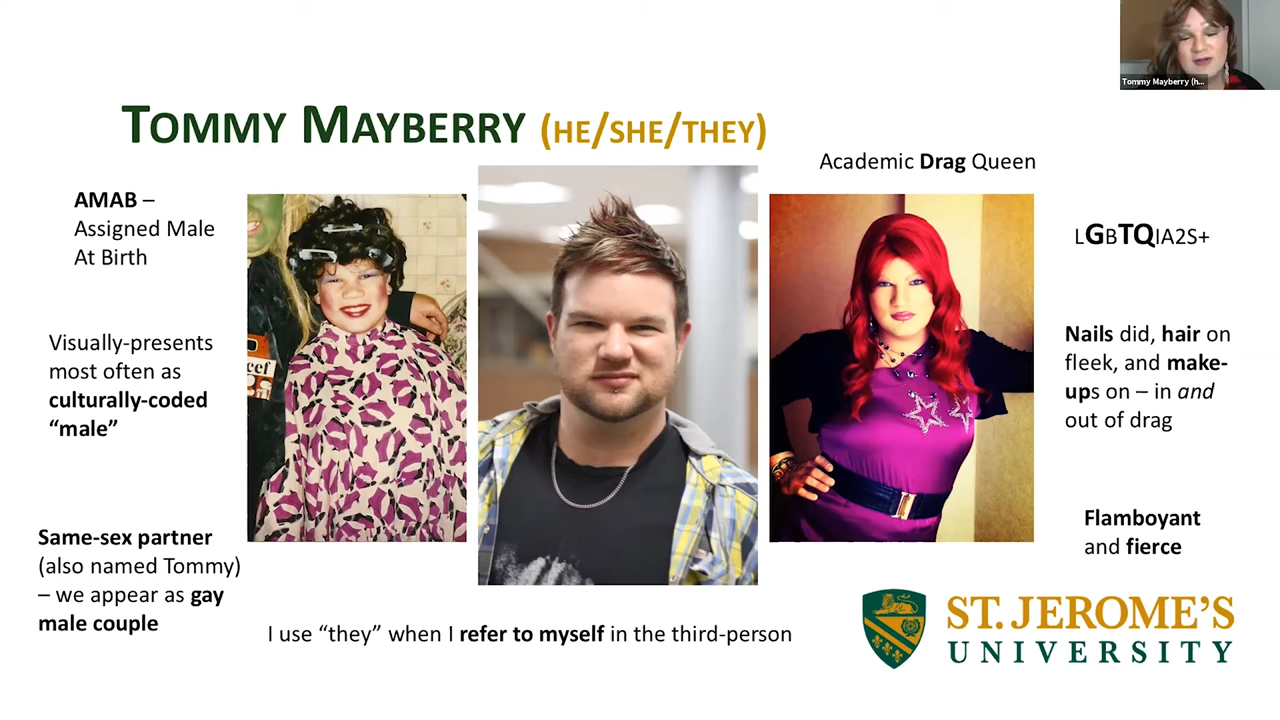 Tommy Mayberry (h...
TOMMY MAYBERRY (HE/SHE/THEY)
Academic Drag Queen
AMAB –
Assigned Male
At Birth
LGBTQIA2S+
Visually-presents
most often as
culturally-coded
“male”
Nails did, hair on
fleek, and make-
ups on – in and
out of drag
Same-sex partner
(also named Tommy)
– we appear as gay
male couple
Flamboyant
and fierce
I use “they” when I refer to myself in the third-person
ST. JEROME’S
UNIVERSITY